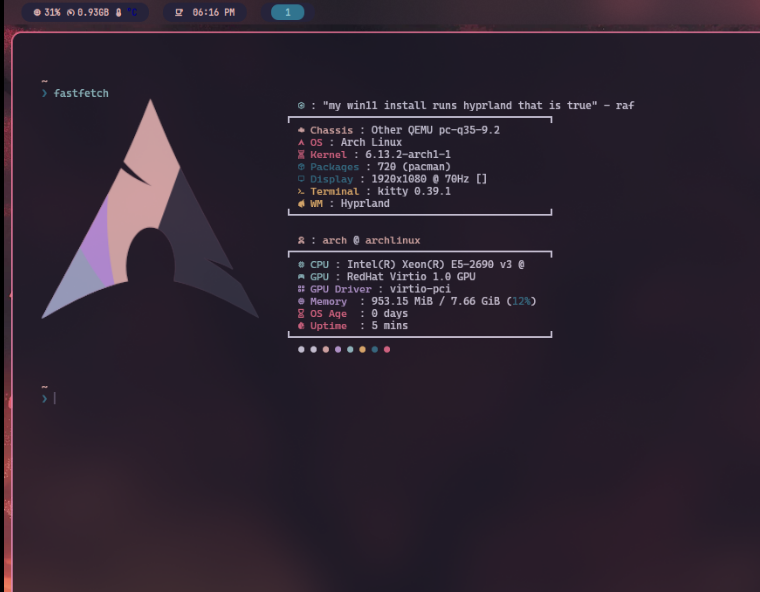 31% 0.93GB °C 06:16 PM 1
~
❯ fastfetch
: "my win11 install runs hyprland that is true" - raf
Chassis : Other QEMU pc-q35-9.2
OS : Arch Linux
Kernel : 6.13.2-arch1-1
Packages : 720 (pacman)
Display : 1920x1080 @ 70Hz []
Terminal : kitty 0.39.1
WM : Hyprland
: arch @ archlinux
CPU : Intel(R) Xeon(R) E5-2690 v3 @
GPU : RedHat Virtio 1.0 GPU
GPU Driver : virtio-pci
Memory : 953.15 MiB / 7.66 GiB (12%)
OS Age : 0 days
Uptime : 5 mins
~
❯